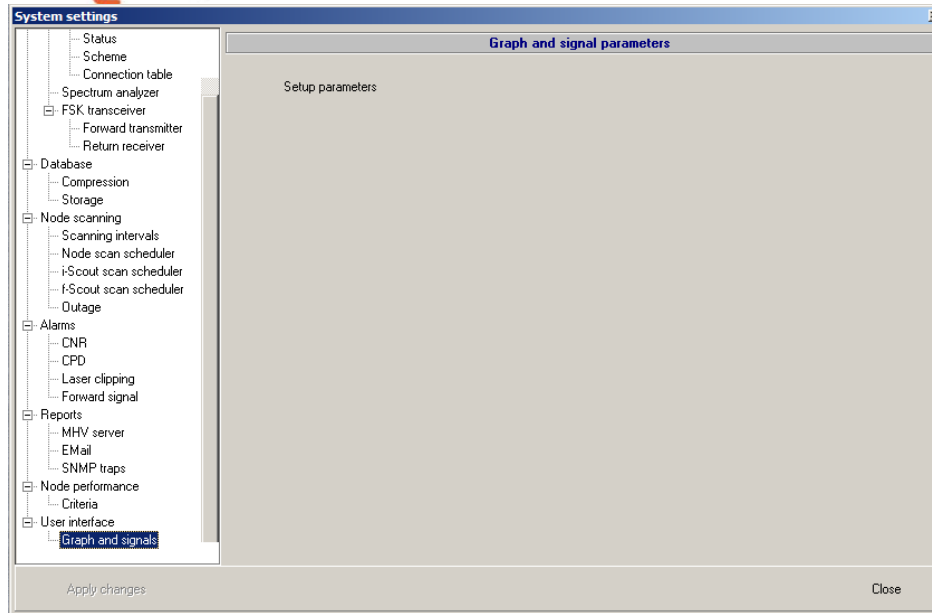 System settings
Status
Scheme
Connection table
Spectrum analyzer
FSK transceiver
Forward transmitter
Return receiver
Database
Compression
Storage
Node scanning
Scanning intervals
Node scan scheduler
i-Scout scan scheduler
f-Scout scan scheduler
Outage
Alarms
CNR
CPD
Laser clipping
Forward signal
Reports
MHV server
EMail
SNMP traps
Node performance
Criteria
User interface
Graph and signals
Graph and signal parameters
Setup parameters
Apply changes
Close